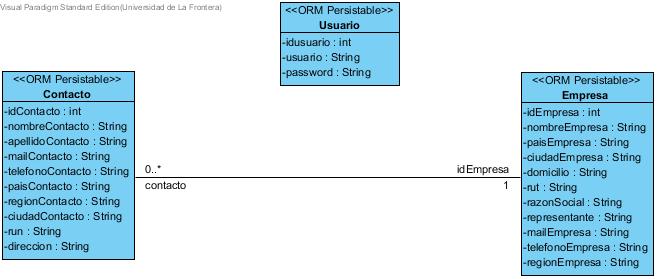 Visual Paradigm Standard Edition(Universidad de La Frontera)
<<ORM Persistable>>
Usuario
-idusuario : int
-usuario : String
-password : String
<<ORM Persistable>>
Contacto
-idContacto : int
-nombreContacto : String
-apellidoContacto : String
-mailContacto : String
-telefonoContacto : String
-paisContacto : String
-regionContacto : String
-ciudadContacto : String
-run : String
-direccion : String
0..*
contacto
idEmpresa
1
<<ORM Persistable>>
Empresa
-idEmpresa : int
-nombreEmpresa : String
-paisEmpresa : String
-ciudadEmpresa : String
-domicilio : String
-rut : String
-razonSocial : String
-representante : String
-mailEmpresa : String
-telefonoEmpresa : String
-regionEmpresa : String